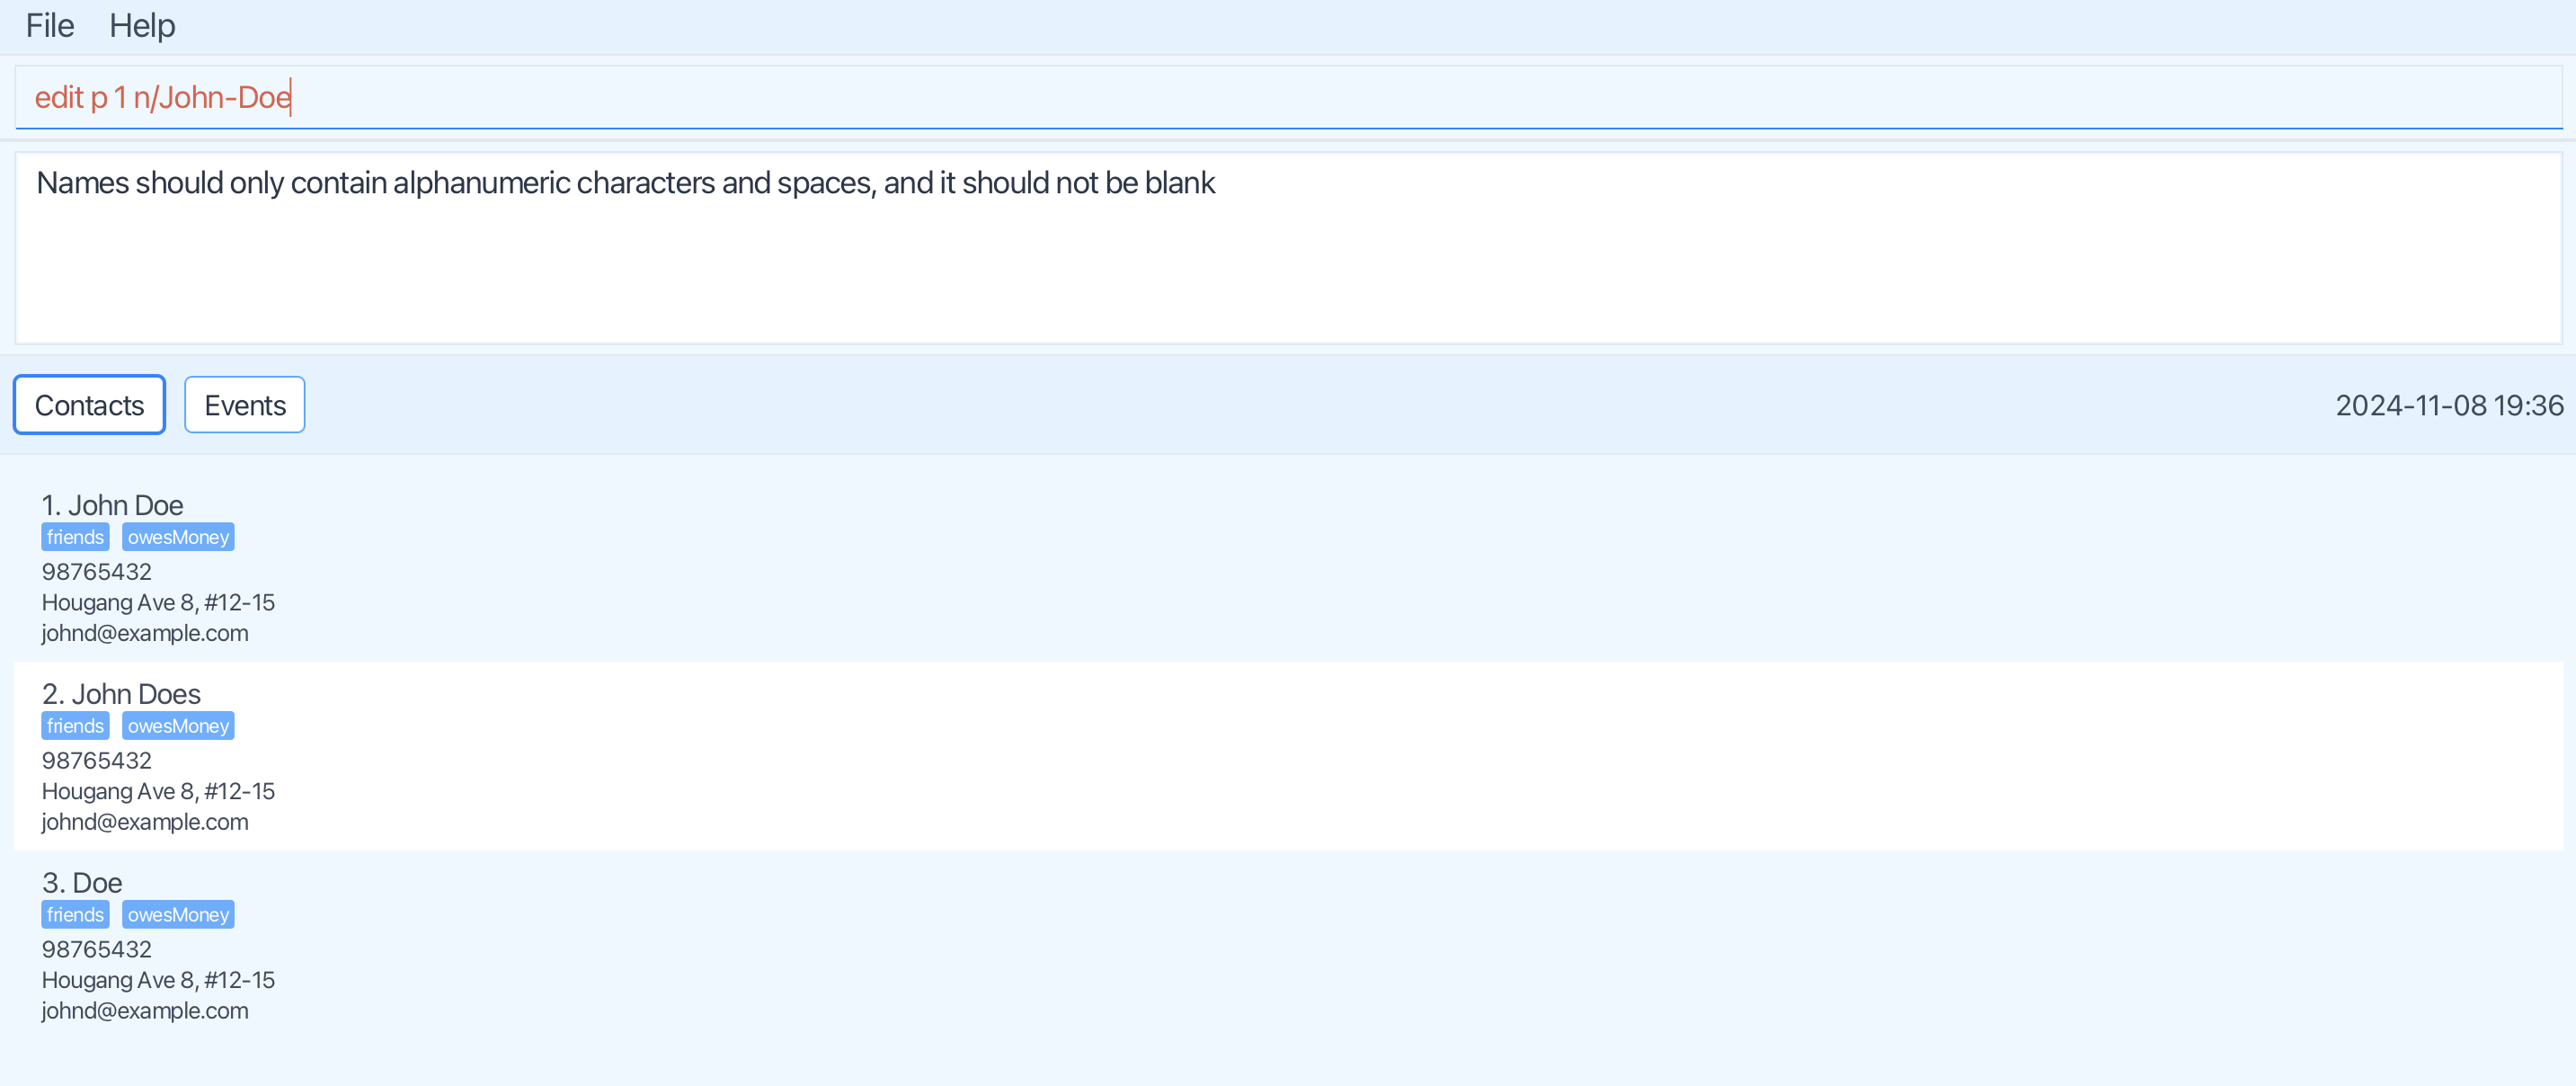 File Help
edit p 1 n/John-Doe
Names should only contain alphanumeric characters and spaces, and it should not be blank
Contacts Events 2024-11-08 19:36
1. John Doe
friends owesMoney
98765432
Hougang Ave 8, #12-15
johnd@example.com
2. John Does
friends owesMoney
98765432
Hougang Ave 8, #12-15
johnd@example.com
3. Doe
friends owesMoney
98765432
Hougang Ave 8, #12-15
johnd@example.com